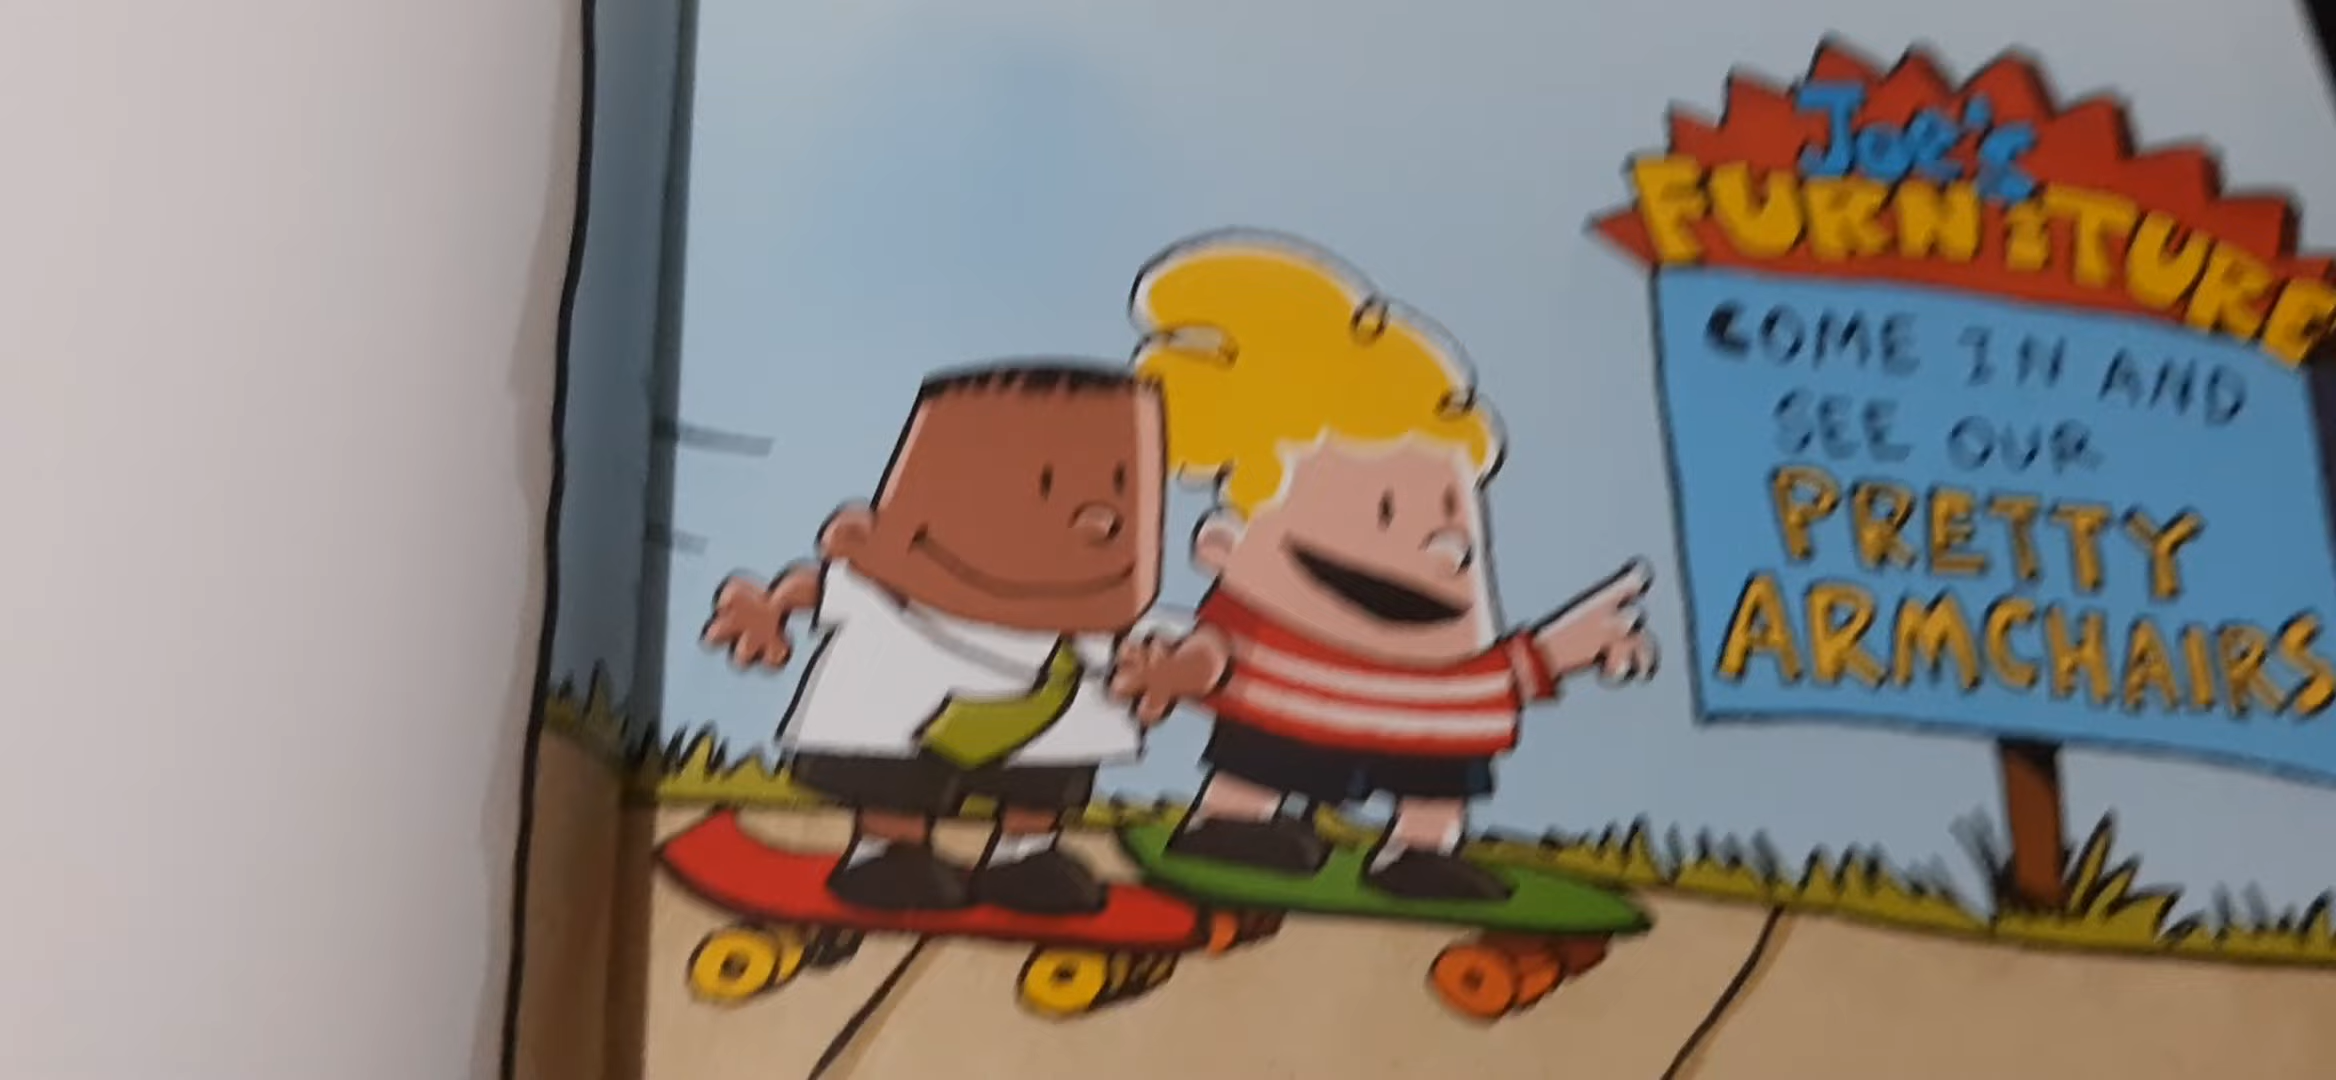 Joe's
FURNiTURE
COME IN AND
SEE OUR
PRETTY
ARMCHAIRS